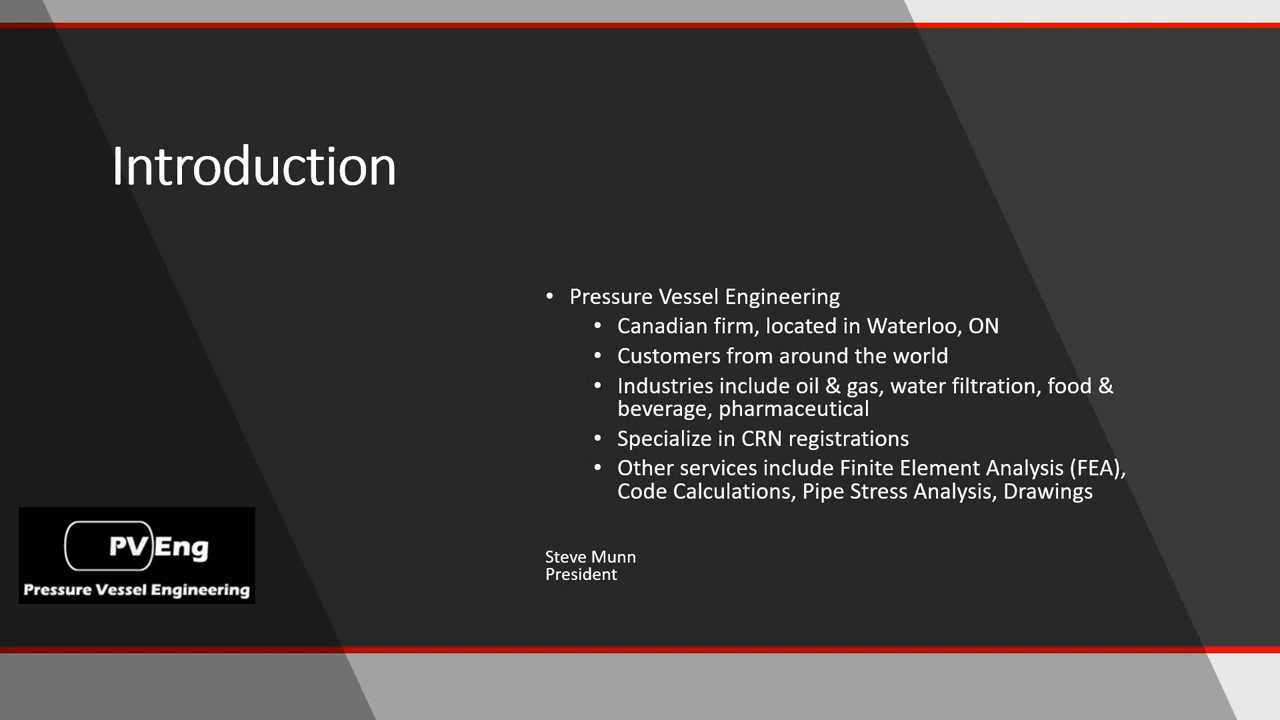 Introduction
• Pressure Vessel Engineering
• Canadian firm, located in Waterloo, ON
• Customers from around the world
• Industries include oil & gas, water filtration, food &
beverage, pharmaceutical
• Specialize in CRN registrations
• Other services include Finite Element Analysis (FEA),
Code Calculations, Pipe Stress Analysis, Drawings
Steve Munn
President
PVEng
Pressure Vessel Engineering